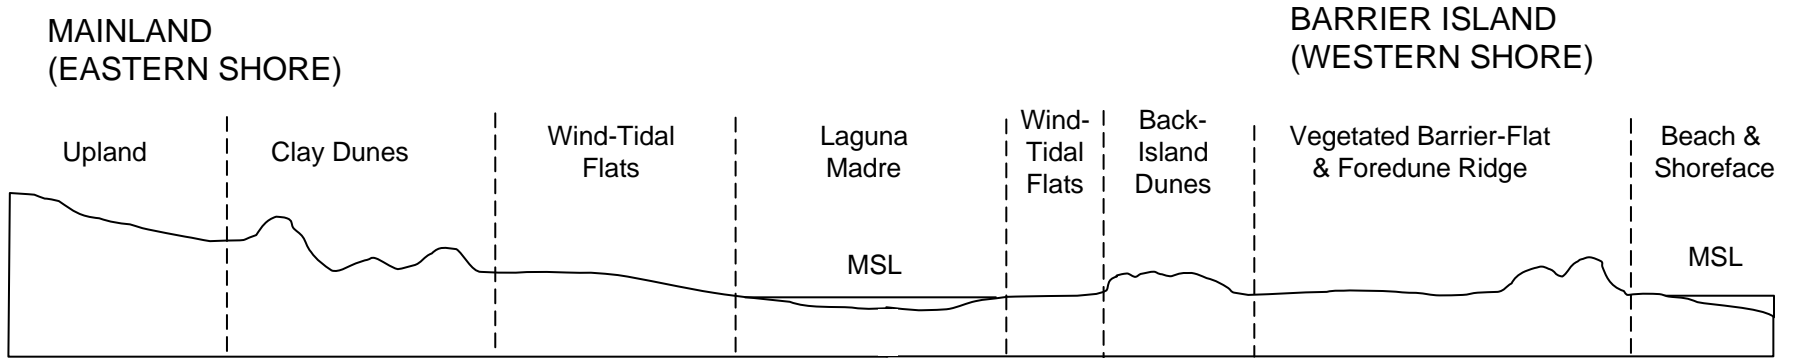 MAINLAND
(EASTERN SHORE)
BARRIER ISLAND
(WESTERN SHORE)
Upland
Clay Dunes
Wind-Tidal
Flats
Laguna
Madre
Wind-
Tidal
Flats
Back-
Island
Dunes
Vegetated Barrier-Flat
& Foredune Ridge
Beach &
Shoreface
MSL
MSL